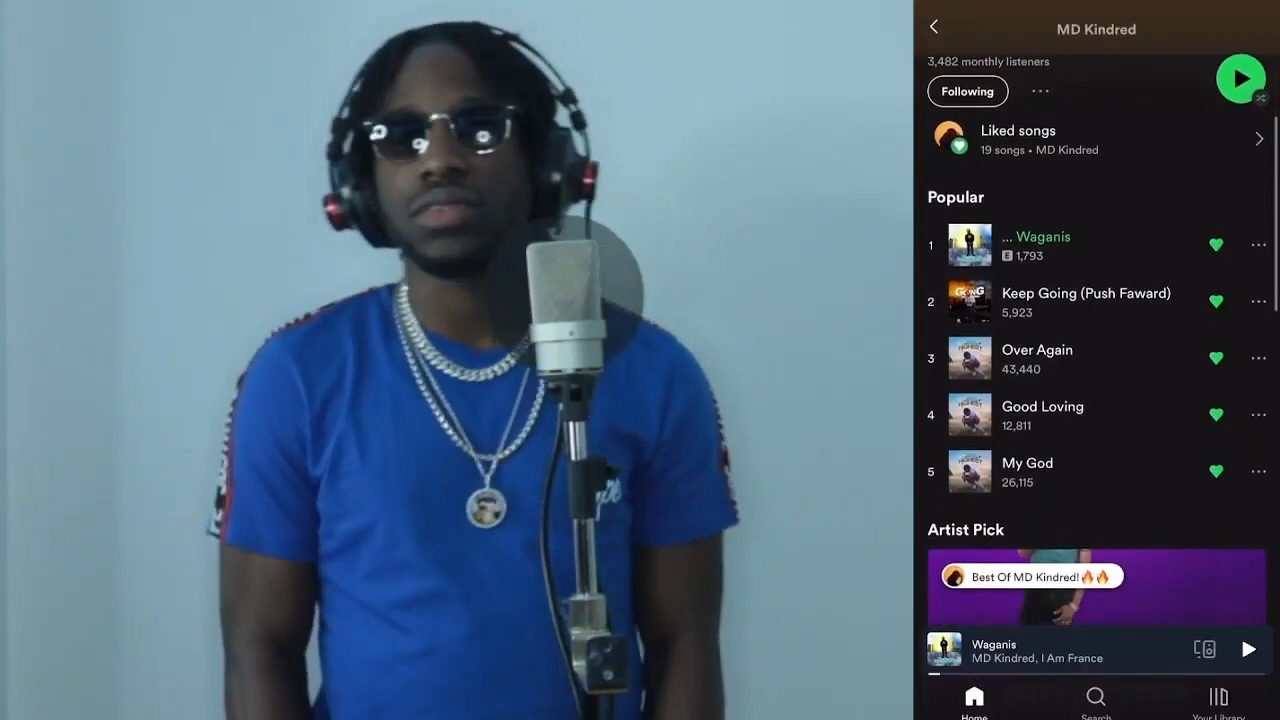 MD Kindred
3,482 monthly listeners
Following
Liked songs
19 songs • MD Kindred
Popular
1
... Waganis
E 1,793
2
Keep Going (Push Faward)
5,923
3
Over Again
43,440
4
Good Loving
12,811
5
My God
26,115
Artist Pick
Best Of MD Kindred!🔥🔥
Waganis
MD Kindred, I Am France
Home
Search
Your Library